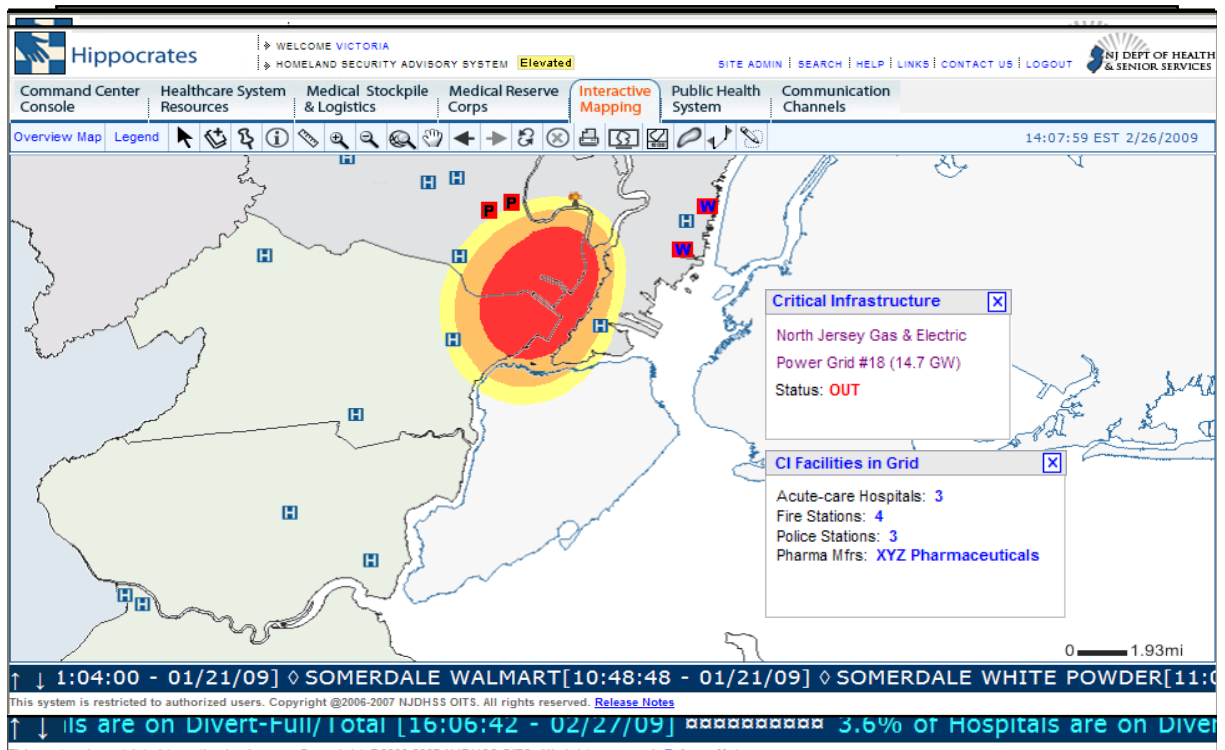 Hippocrates
WELCOME VICTORIA
HOMELAND SECURITY ADVISORY SYSTEM Elevated
SITE ADMIN | SEARCH | HELP | LINKS | CONTACT US | LOGOUT
NJ DEPT OF HEALTH
& SENIOR SERVICES
Command Center Console
Healthcare System Resources
Medical Stockpile & Logistics
Medical Reserve Corps
Interactive Mapping
Public Health System
Communication Channels
Overview Map Legend
14:07:59 EST 2/26/2009
H
H H
P P
H W
H H W
H H
H
H
H
H H
Critical Infrastructure X
North Jersey Gas & Electric
Power Grid #18 (14.7 GW)
Status: OUT
CI Facilities in Grid X
Acute-care Hospitals: 3
Fire Stations: 4
Police Stations: 3
Pharma Mfrs: XYZ Pharmaceuticals
0 1.93mi
↑ ↓ 1:04:00 - 01/21/09] ◊ SOMERDALE WALMART[10:48:48 - 01/21/09] ◊ SOMERDALE WHITE POWDER[11:0
This system is restricted to authorized users. Copyright @2006-2007 NJDHSS OITS. All rights reserved. Release Notes
↑ ↓ ils are on Divert-Full/Total [16:06:42 - 02/27/09] ¤¤¤¤¤¤¤¤¤¤ 3.6% of Hospitals are on Diver